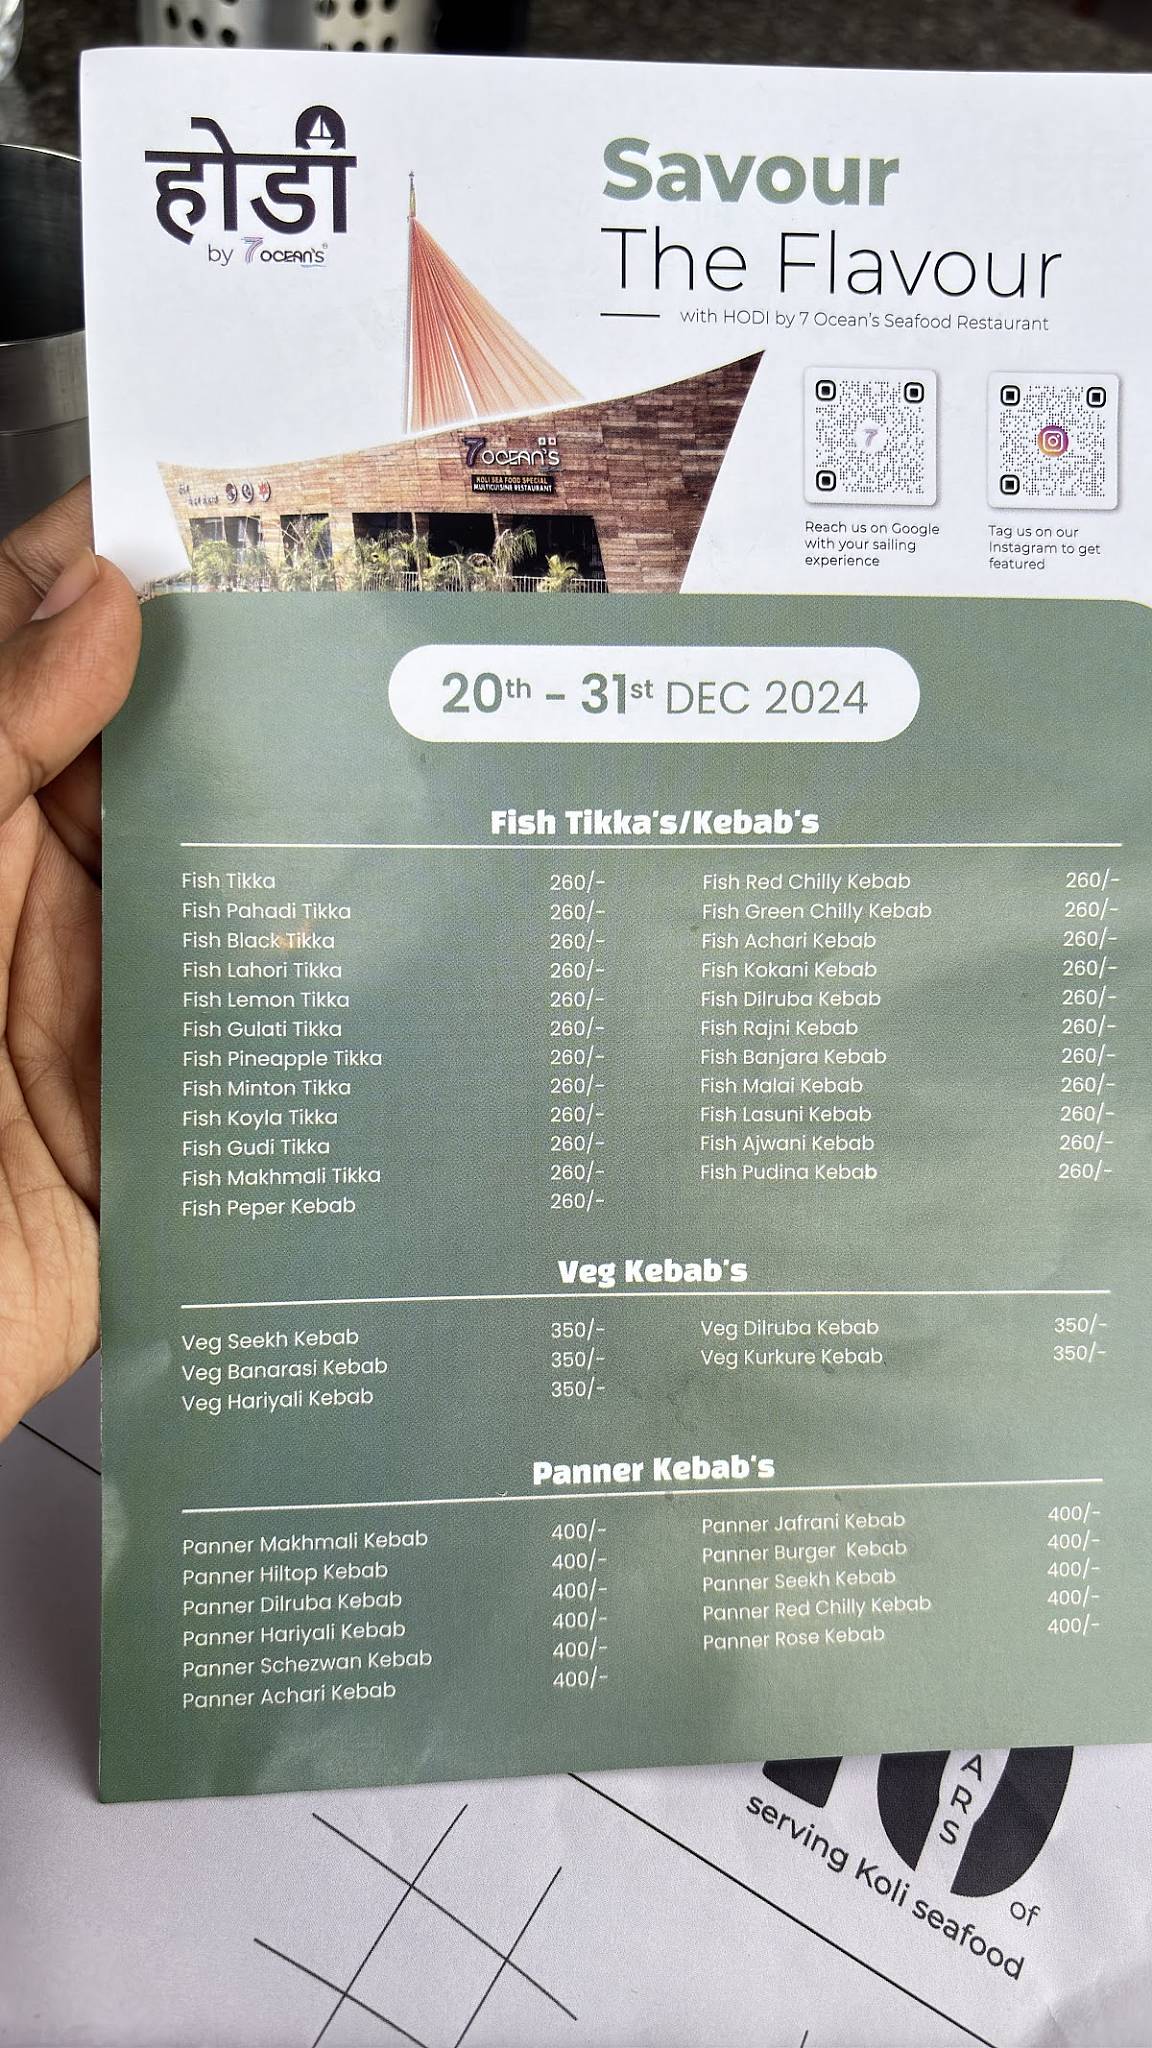 होडी
by 7 OCEAN'S
Savour
The Flavour
with HODI by 7 Ocean's Seafood Restaurant
7 OCEAN'S
KOLI SEA FOOD SPECIAL
MULTICUISINE RESTAURANT
Reach us on Google
with your sailing
experience
Tag us on our
Instagram to get
featured
20th - 31st DEC 2024
Fish Tikka's/Kebab's
Fish Tikka 260/- Fish Red Chilly Kebab 260/-
Fish Pahadi Tikka 260/- Fish Green Chilly Kebab 260/-
Fish Black Tikka 260/- Fish Achari Kebab 260/-
Fish Lahori Tikka 260/- Fish Kokani Kebab 260/-
Fish Lemon Tikka 260/- Fish Dilruba Kebab 260/-
Fish Gulati Tikka 260/- Fish Rajni Kebab 260/-
Fish Pineapple Tikka 260/- Fish Banjara Kebab 260/-
Fish Minton Tikka 260/- Fish Malai Kebab 260/-
Fish Koyla Tikka 260/- Fish Lasuni Kebab 260/-
Fish Gudi Tikka 260/- Fish Ajwani Kebab 260/-
Fish Makhmali Tikka 260/- Fish Pudina Kebab 260/-
Fish Peper Kebab 260/-
Veg Kebab's
Veg Seekh Kebab 350/- Veg Dilruba Kebab 350/-
Veg Banarasi Kebab 350/- Veg Kurkure Kebab 350/-
Veg Hariyali Kebab 350/-
Panner Kebab's
Panner Makhmali Kebab 400/- Panner Jafrani Kebab 400/-
Panner Hiltop Kebab 400/- Panner Burger Kebab 400/-
Panner Dilruba Kebab 400/- Panner Seekh Kebab 400/-
Panner Hariyali Kebab 400/- Panner Red Chilly Kebab 400/-
Panner Schezwan Kebab 400/- Panner Rose Kebab 400/-
Panner Achari Kebab 400/-
ARS
of
serving Koli seafood